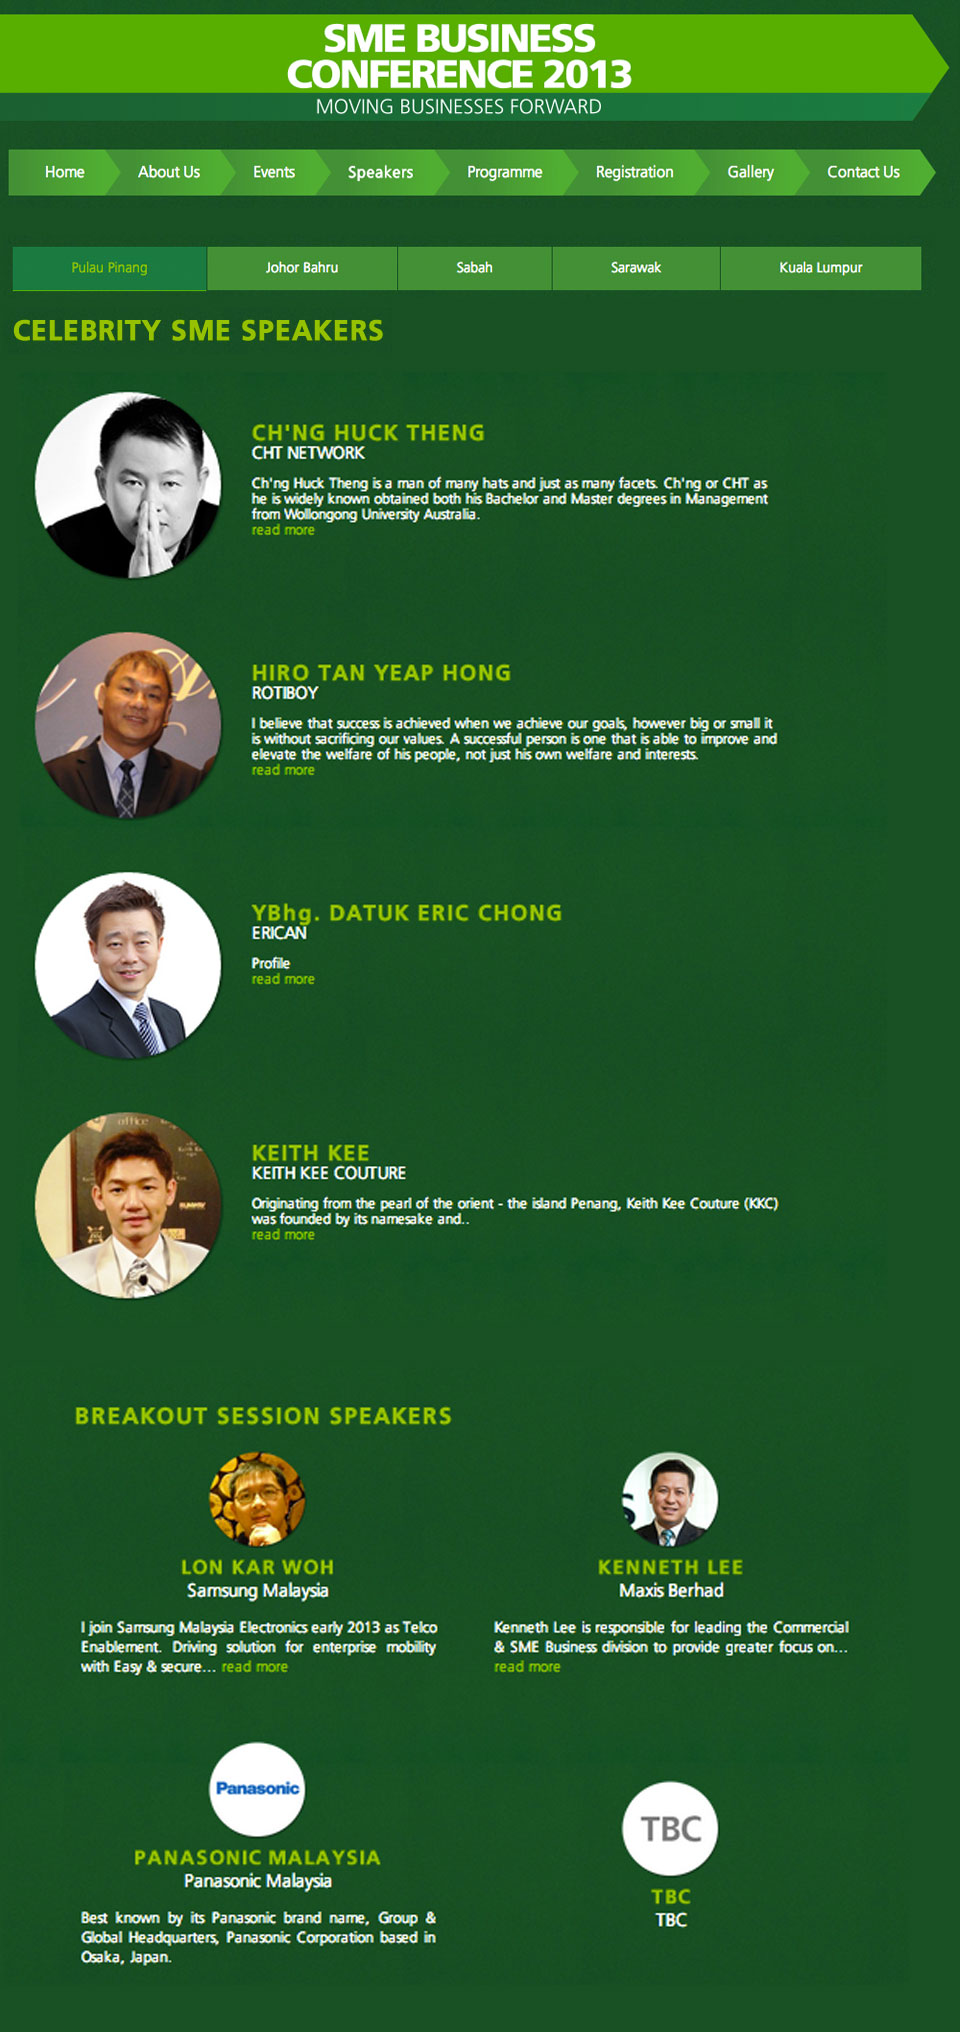 SME BUSINESS
CONFERENCE 2013
MOVING BUSINESSES FORWARD
Home About Us Events Speakers Programme Registration Gallery Contact Us
Pulau Pinang Johor Bahru Sabah Sarawak Kuala Lumpur
CELEBRITY SME SPEAKERS
CH'NG HUCK THENG
CHT NETWORK
Ch'ng Huck Theng is a man of many hats and just as many facets. Ch'ng or CHT as
he is widely known obtained both his Bachelor and Master degrees in Management
from Wollongong University Australia.
read more
HIRO TAN YEAP HONG
ROTIBOY
I believe that success is achieved when we achieve our goals, however big or small it
is without sacrificing our values. A successful person is one that is able to improve and
elevate the welfare of his people, not just his own welfare and interests.
read more
YBhg. DATUK ERIC CHONG
ERICAN
Profile
read more
office
KEITH KEE
KEITH KEE COUTURE
Originating from the pearl of the orient - the island Penang, Keith Kee Couture (KKC)
was founded by its namesake and..
read more
BREAKOUT SESSION SPEAKERS
LON KAR WOH
Samsung Malaysia
I join Samsung Malaysia Electronics early 2013 as Telco
Enablement. Driving solution for enterprise mobility
with Easy & secure... read more
KENNETH LEE
Maxis Berhad
Kenneth Lee is responsible for leading the Commercial
& SME Business division to provide greater focus on...
read more
Panasonic
PANASONIC MALAYSIA
Panasonic Malaysia
Best known by its Panasonic brand name, Group &
Global Headquarters, Panasonic Corporation based in
Osaka, Japan.
TBC
TBC
TBC